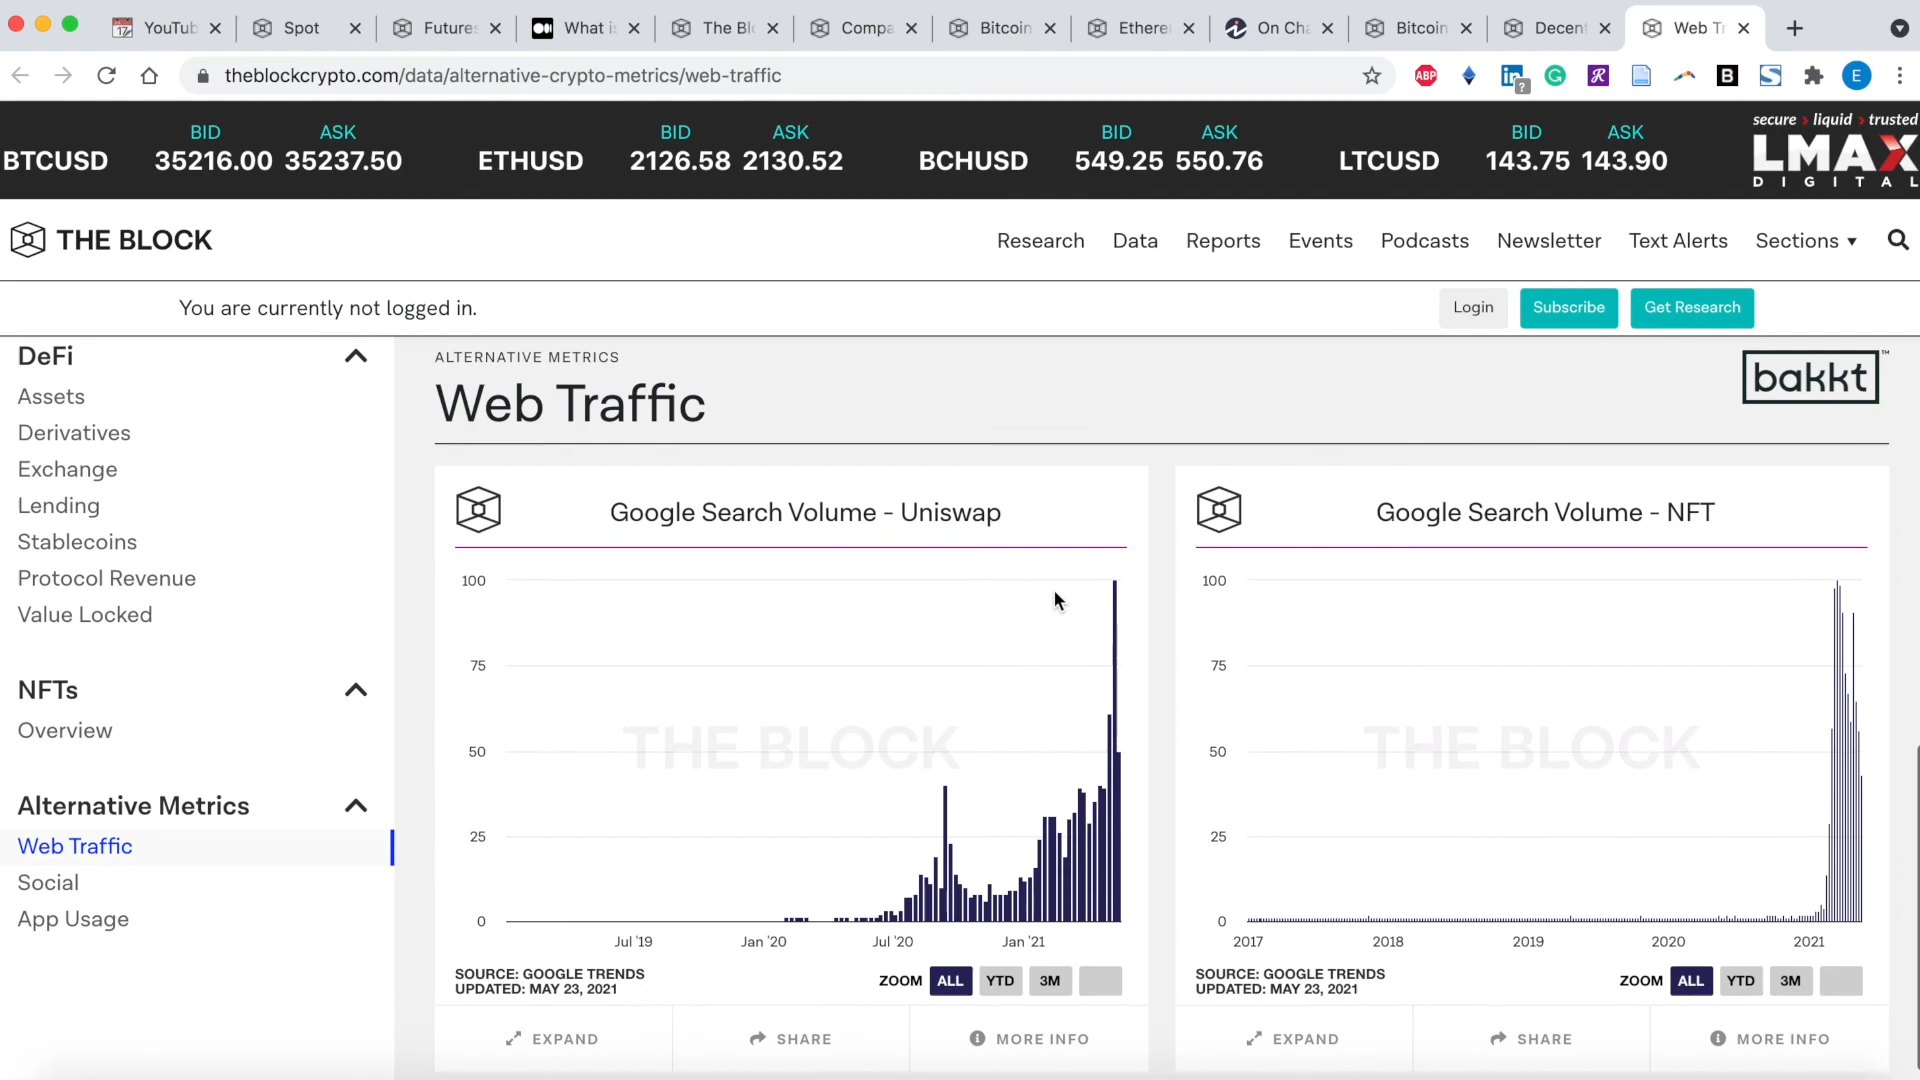 YouTub
Spot
Future
What is
The Blo
Compa
Bitcoin
Ethere
On Cha
Bitcoin
Decent
Web Tr
theblockcrypto.com/data/alternative-crypto-metrics/web-traffic
ABP
in
?
B
E
BTCUSD BID 35216.00 ASK 35237.50
ETHUSD BID 2126.58 ASK 2130.52
BCHUSD BID 549.25 ASK 550.76
LTCUSD BID 143.75 ASK 143.90
secure › liquid › trusted
LMAX
DIGITAL
THE BLOCK
Research Data Reports Events Podcasts Newsletter Text Alerts Sections ▼
You are currently not logged in.
Login Subscribe Get Research
DeFi
Assets
Derivatives
Exchange
Lending
Stablecoins
Protocol Revenue
Value Locked
NFTs
Overview
Alternative Metrics
Web Traffic
Social
App Usage
ALTERNATIVE METRICS
Web Traffic
bakkt™
Google Search Volume - Uniswap
100
75
THE BLOCK
50
25
0
Jul '19 Jan '20 Jul '20 Jan '21
SOURCE: GOOGLE TRENDS
UPDATED: MAY 23, 2021
ZOOM ALL YTD 3M
EXPAND SHARE MORE INFO
Google Search Volume - NFT
100
75
THE BLOCK
50
25
0
2017 2018 2019 2020 2021
SOURCE: GOOGLE TRENDS
UPDATED: MAY 23, 2021
ZOOM ALL YTD 3M
EXPAND SHARE MORE INFO